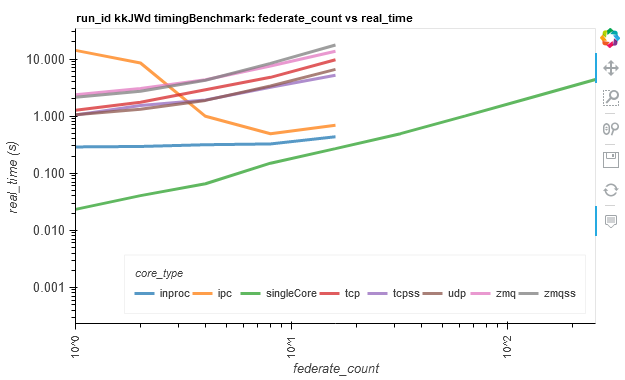 run_id kkJWd timingBenchmark: federate_count vs real_time
10.000
1.000
0.100
0.010
0.001
real_time (s)
core_type
inproc ipc singleCore tcp tcpss udp zmq zmqss
10^0 10^1 10^2
federate_count